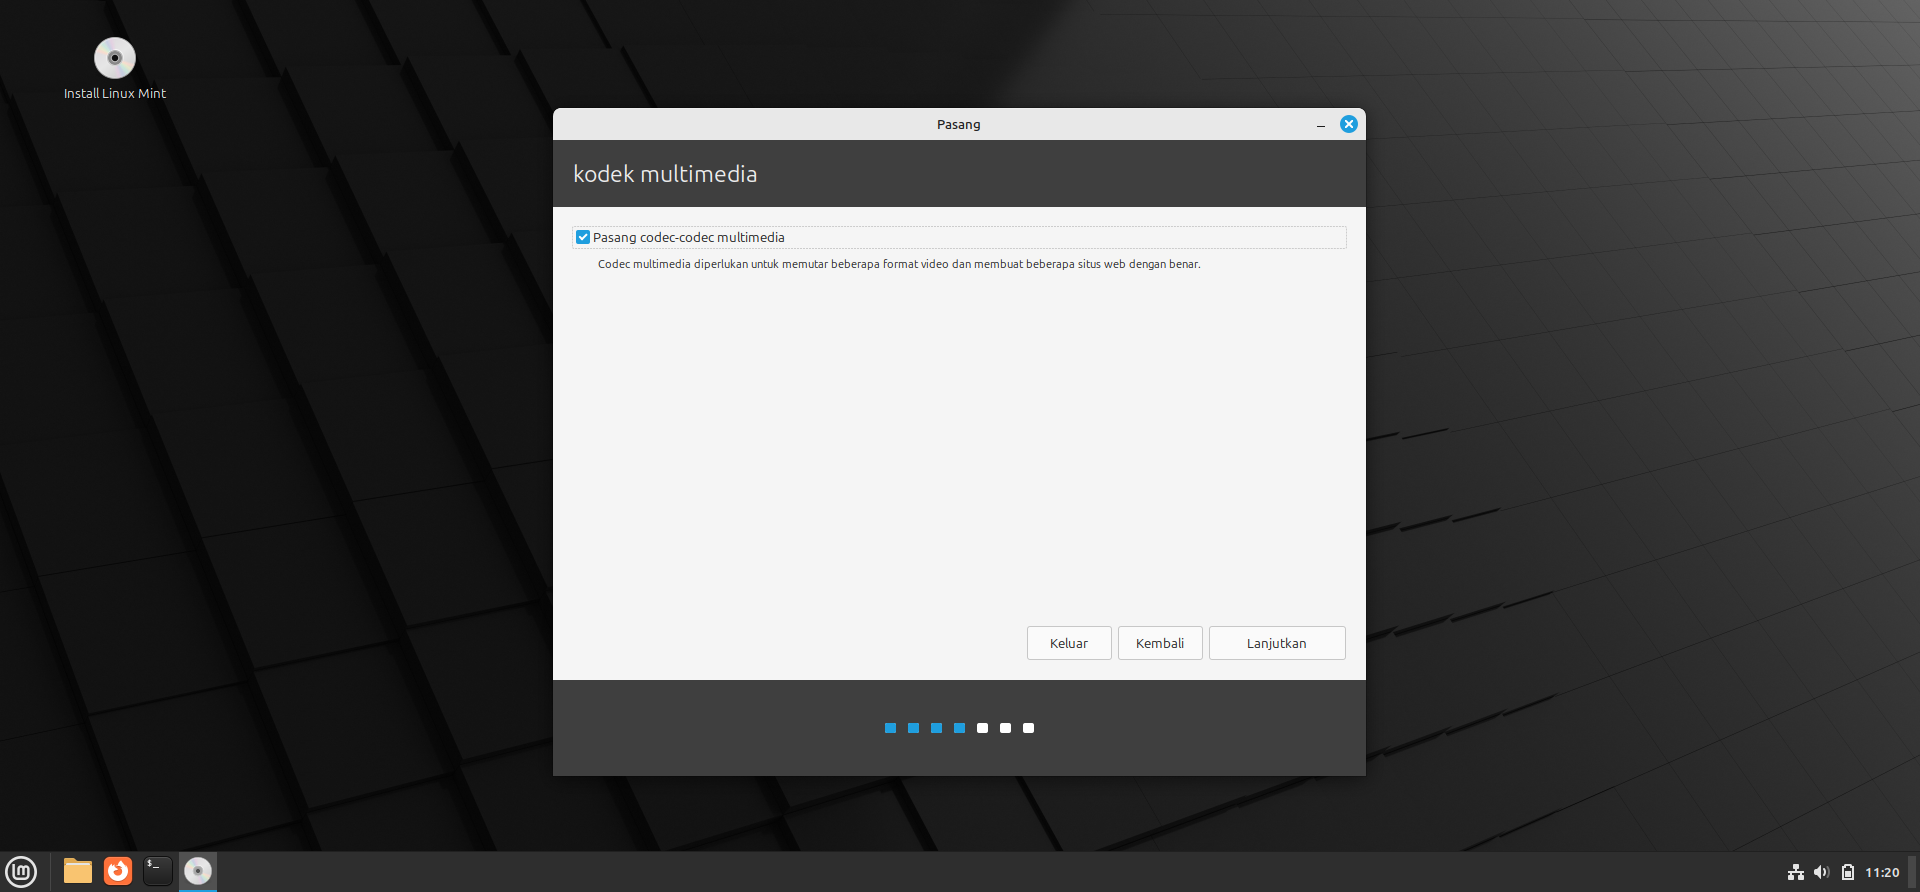 Install Linux Mint
Pasang
kodek multimedia
Pasang codec-codec multimedia
Codec multimedia diperlukan untuk memutar beberapa format video dan membuat beberapa situs web dengan benar.
Keluar
Kembali
Lanjutkan
lm
$_
11:20